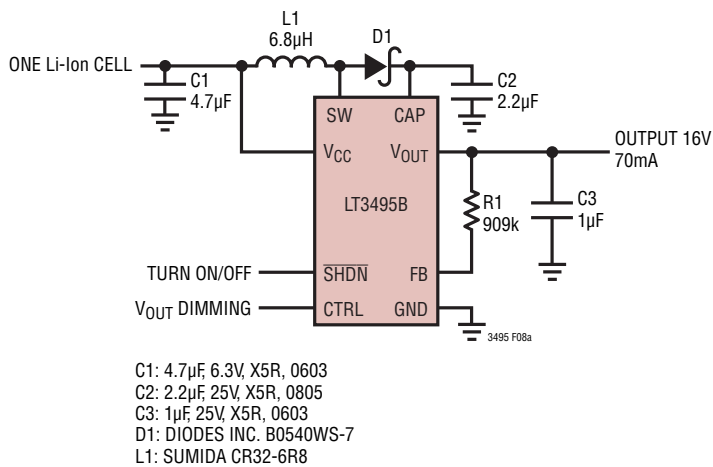 L1
6.8µH
D1
ONE Li-Ion CELL
C1
4.7µF
C2
2.2µF
SW
CAP
VCC
VOUT
OUTPUT 16V
70mA
LT3495B
R1
909k
C3
1µF
TURN ON/OFF
SHDN
FB
VOUT DIMMING
CTRL
GND
3495 F08a
C1: 4.7µF, 6.3V, X5R, 0603
C2: 2.2µF, 25V, X5R, 0805
C3: 1µF, 25V, X5R, 0603
D1: DIODES INC. B0540WS-7
L1: SUMIDA CR32-6R8